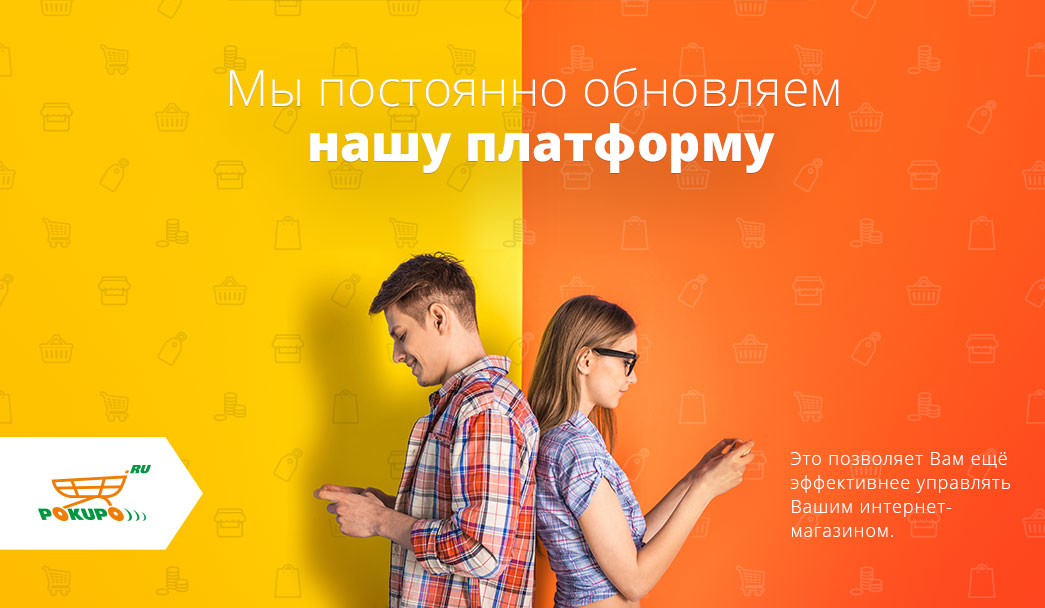 Мы постоянно обновляем
нашу платформу
.RU
POKUPO
Это позволяет Вам ещё
эффективнее управлять
Вашим интернет-
магазином.